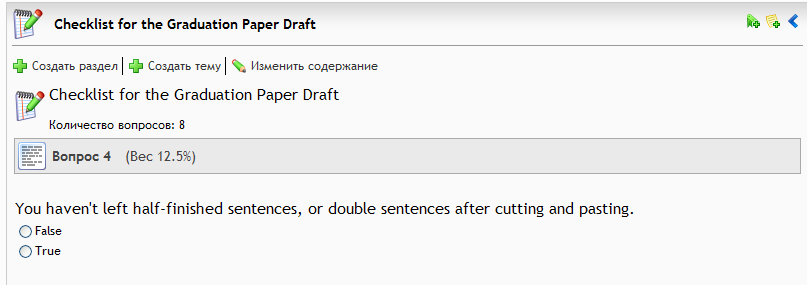 Checklist for the Graduation Paper Draft
Создать раздел Создать тему Изменить содержание
Checklist for the Graduation Paper Draft
Количество вопросов: 8
Вопрос 4 (Вес 12.5%)
You haven't left half-finished sentences, or double sentences after cutting and pasting.
False
True